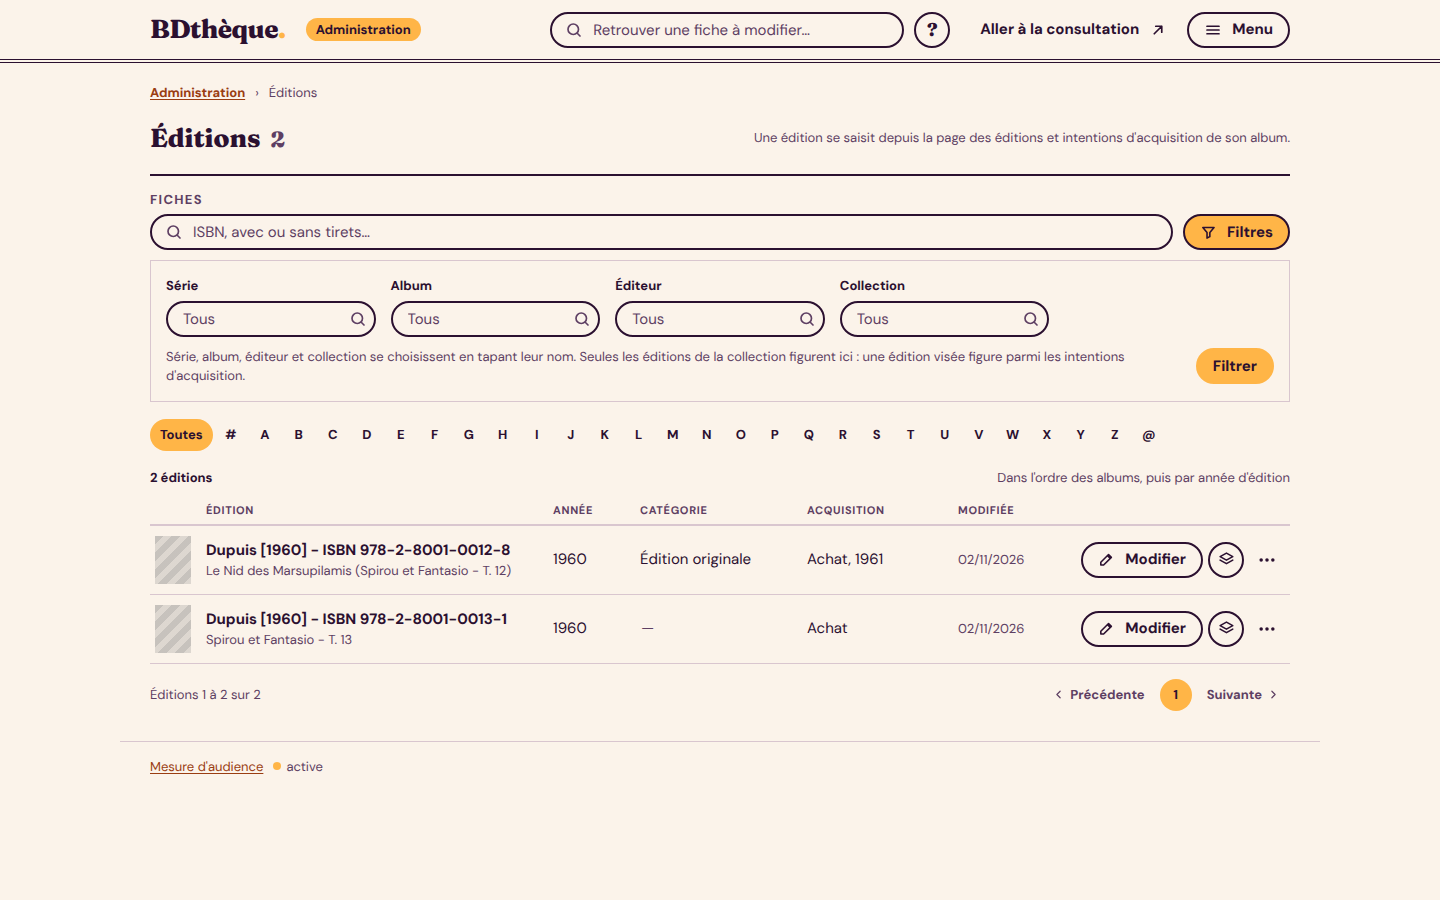 BDthèque.
Administration
Retrouver une fiche à modifier…
?
Aller à la consultation
Menu
Administration › Éditions
Éditions 2
Une édition se saisit depuis la page des éditions et intentions d'acquisition de son album.
FICHES
ISBN, avec ou sans tirets…
Filtres
Série
Album
Éditeur
Collection
Tous
Tous
Tous
Tous
Série, album, éditeur et collection se choisissent en tapant leur nom. Seules les éditions de la collection figurent ici : une édition visée figure parmi les intentions
d'acquisition.
Filtrer
Toutes # A B C D E F G H I J K L M N O P Q R S T U V W X Y Z @
2 éditions
Dans l'ordre des albums, puis par année d'édition
ÉDITION ANNÉE CATÉGORIE ACQUISITION MODIFIÉE
Dupuis [1960] - ISBN 978-2-8001-0012-8
Le Nid des Marsupilamis (Spirou et Fantasio - T. 12)
1960
Édition originale
Achat, 1961
02/11/2026
Modifier
Dupuis [1960] - ISBN 978-2-8001-0013-1
Spirou et Fantasio - T. 13
1960
—
Achat
02/11/2026
Modifier
Éditions 1 à 2 sur 2
‹ Précédente 1 Suivante ›
Mesure d'audience active